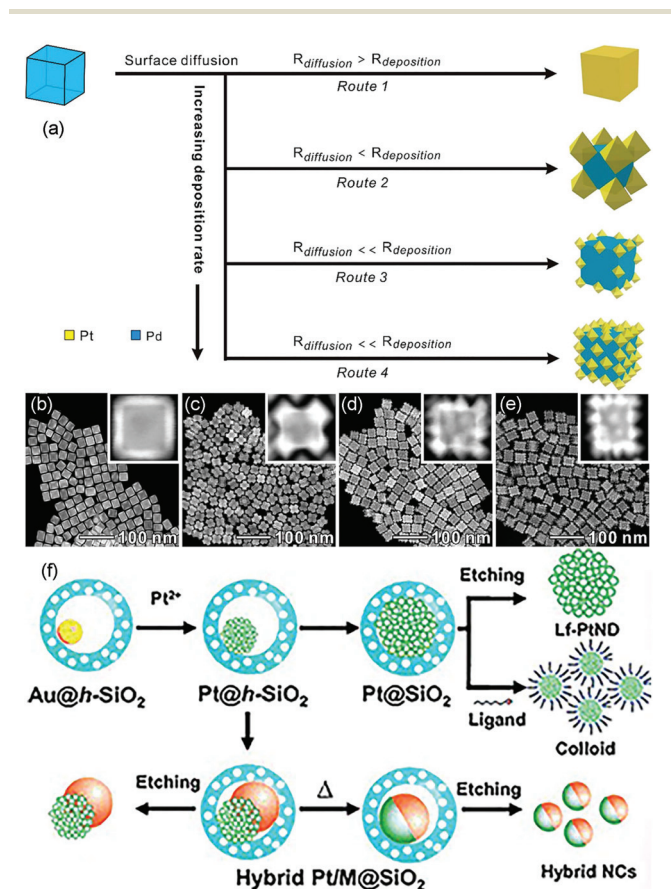 Surface diffusion
R_diffusion > R_deposition
Route 1
(a)
Increasing deposition rate
R_diffusion < R_deposition
Route 2
R_diffusion << R_deposition
Route 3
Pt
Pd
R_diffusion << R_deposition
Route 4
(b)
(c)
(d)
(e)
100 nm
100 nm
100 nm
100 nm
(f)
Pt²⁺
Etching
Lf-PtND
Au@h-SiO₂
Pt@h-SiO₂
Pt@SiO₂
Ligand
Colloid
Etching
Δ
Etching
Hybrid Pt/M@SiO₂
Hybrid NCs